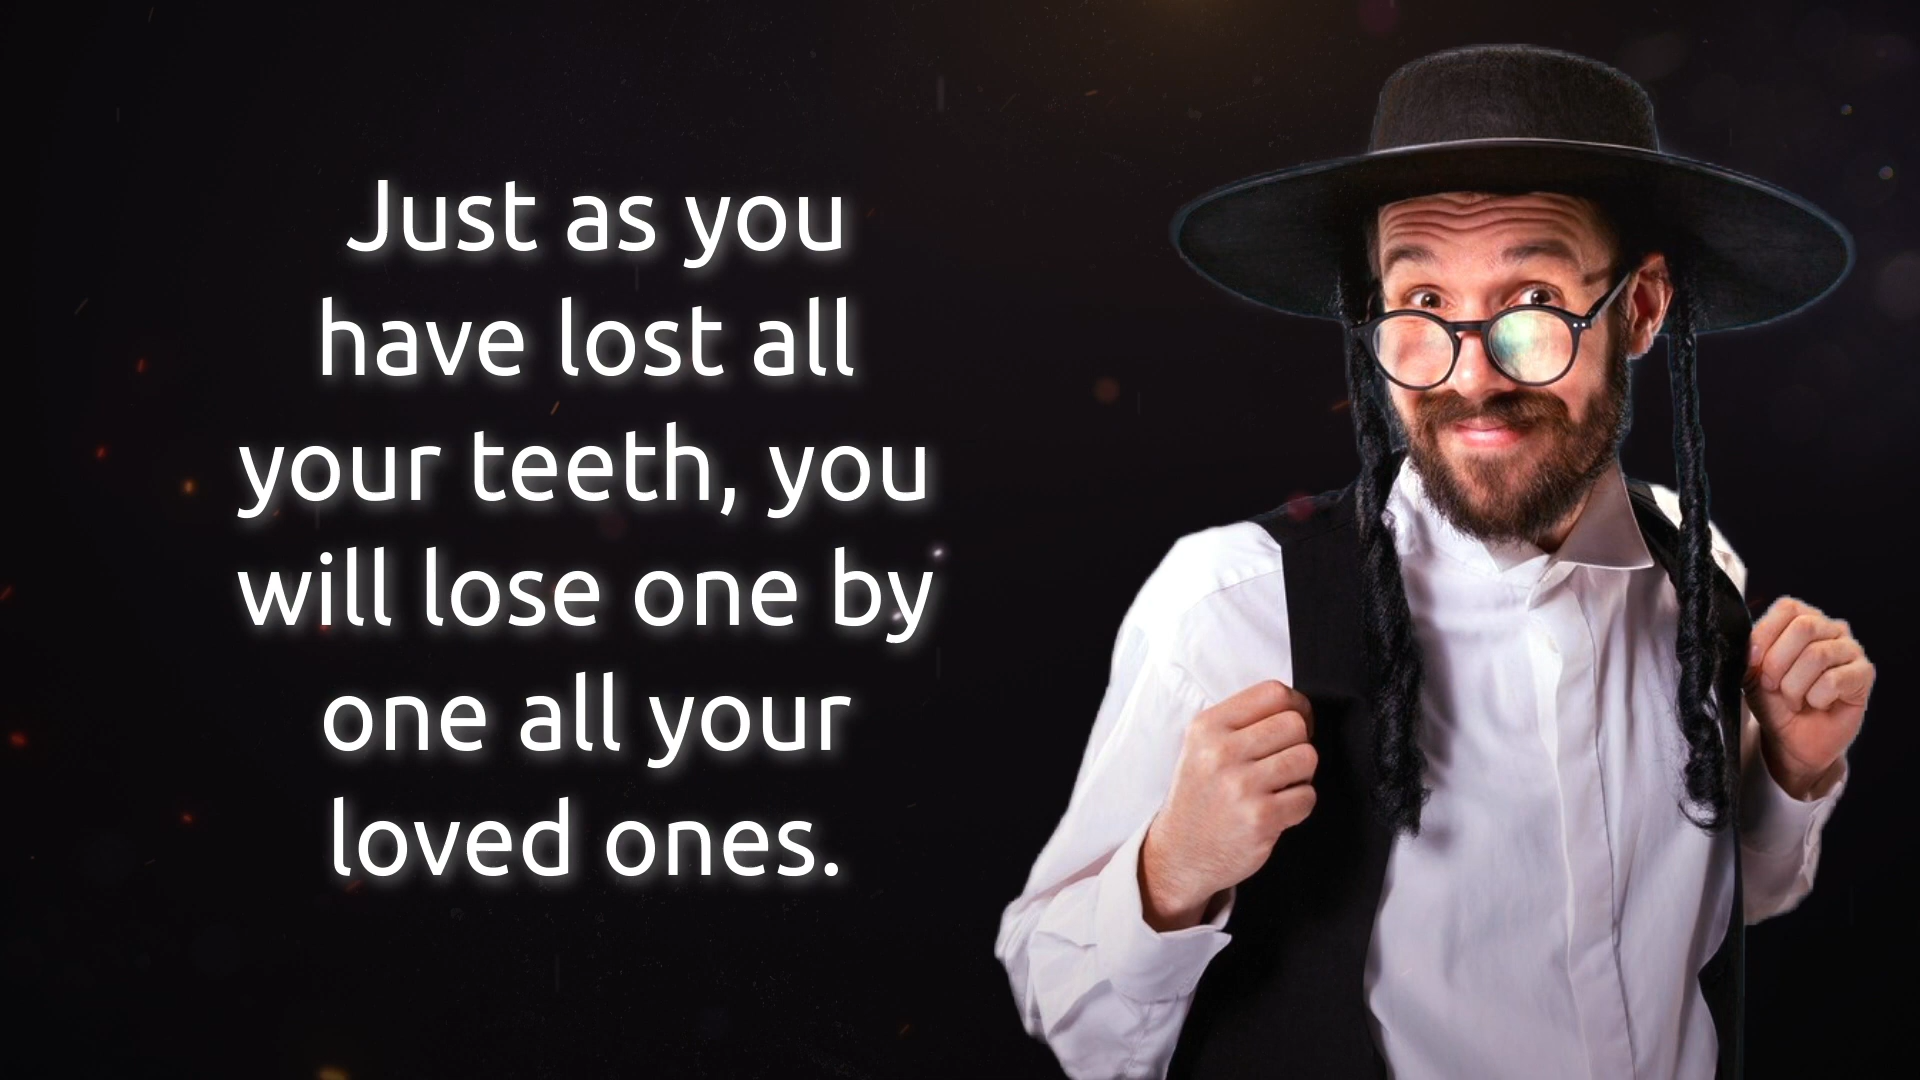 Just as you
have lost all
your teeth, you
will lose one by
one all your
loved ones.